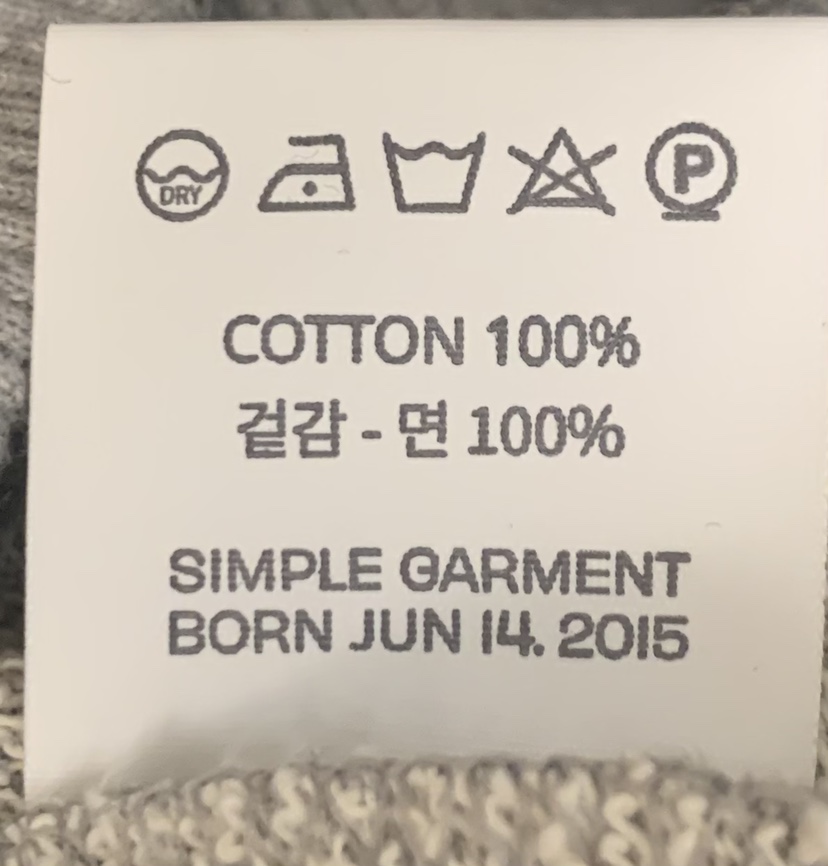 DRY P
COTTON 100%
겉감 - 면 100%
SIMPLE GARMENT
BORN JUN 14. 2015